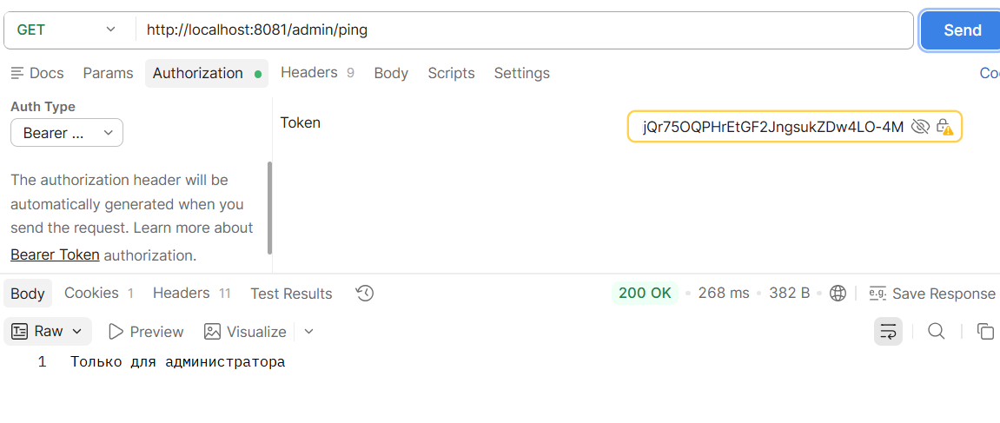 GET http://localhost:8081/admin/ping Send
Docs Params Authorization Headers 9 Body Scripts Settings Co
Auth Type
Bearer ...
Token jQr75OQPHrEtGF2JngsukZDw4LO-4M
The authorization header will be
automatically generated when you
send the request. Learn more about
Bearer Token authorization.
Body Cookies 1 Headers 11 Test Results 200 OK 268 ms 382 B e.g. Save Response
Raw Preview Visualize
1 Только для администратора